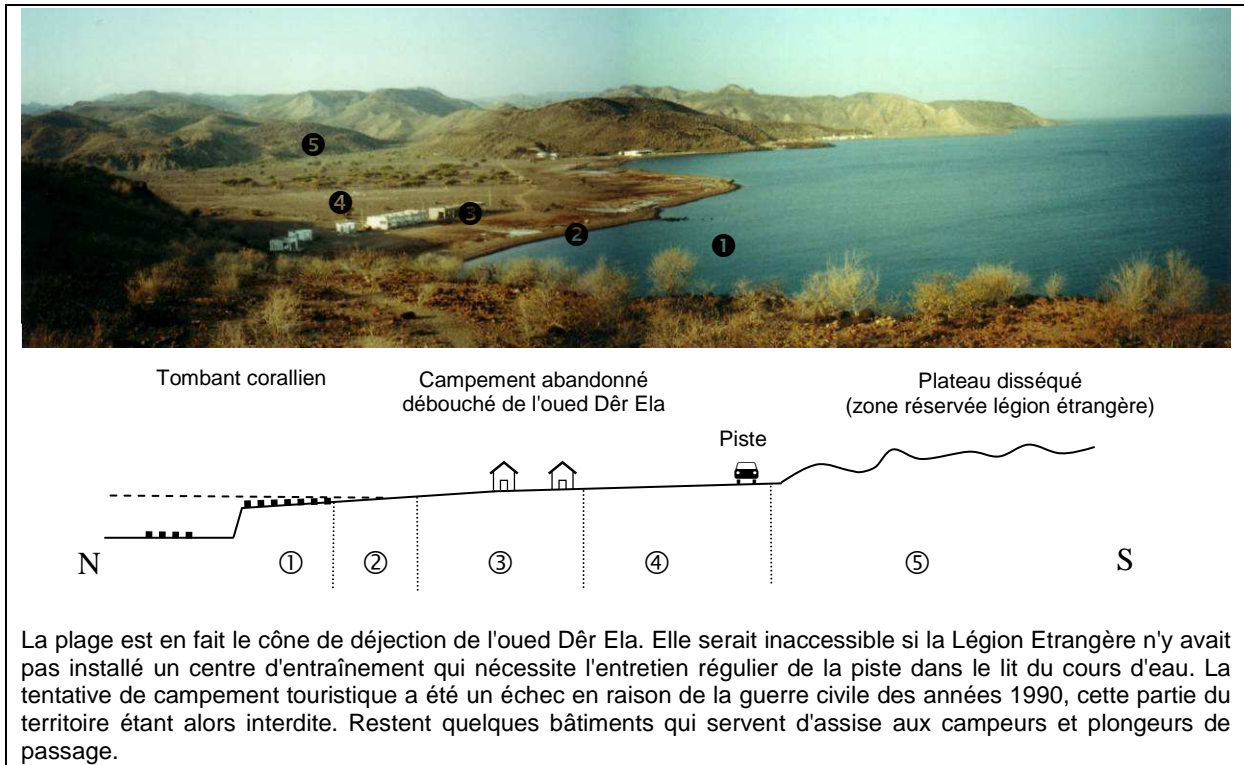 ❺
❹
❸
❷
❶
Tombant corallien
Campement abandonné
débouché de l'oued Dêr Ela
Plateau disséqué
(zone réservée légion étrangère)
Piste
N ① ② ③ ④ ⑤ S
La plage est en fait le cône de déjection de l'oued Dêr Ela. Elle serait inaccessible si la Légion Etrangère n'y avait
pas installé un centre d'entraînement qui nécessite l'entretien régulier de la piste dans le lit du cours d'eau. La
tentative de campement touristique a été un échec en raison de la guerre civile des années 1990, cette partie du
territoire étant alors interdite. Restent quelques bâtiments qui servent d'assise aux campeurs et plongeurs de
passage.